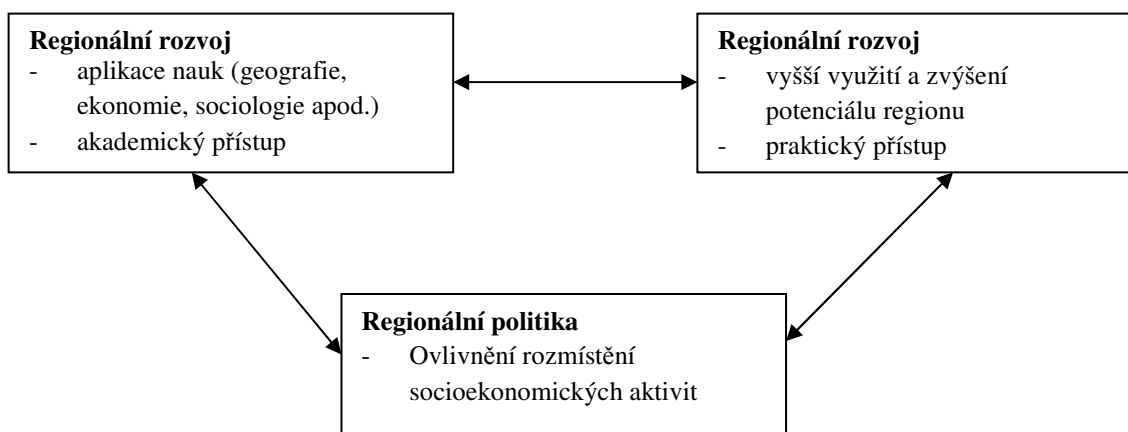 Regionální rozvoj
- aplikace nauk (geografie,
ekonomie, sociologie apod.)
- akademický přístup
Regionální rozvoj
- vyšší využití a zvýšení
potenciálu regionu
- praktický přístup
Regionální politika
- Ovlivnění rozmístění
socioekonomických aktivit